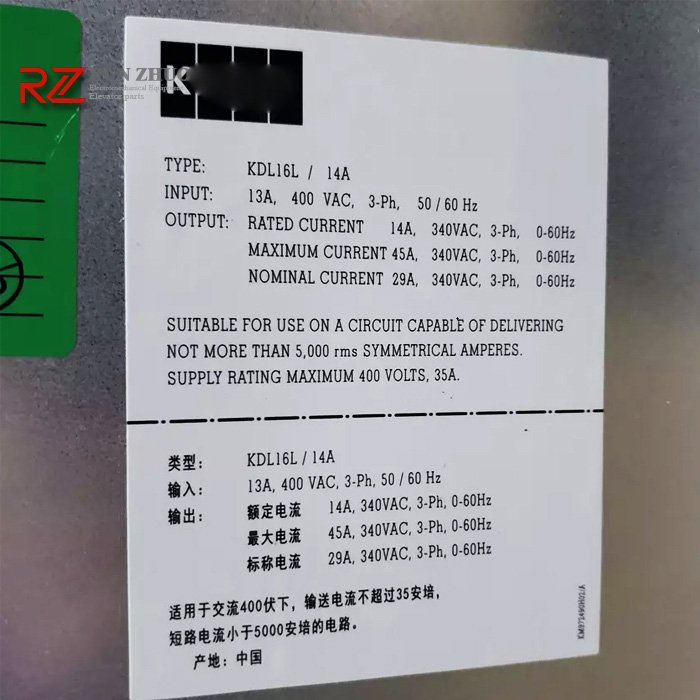 RZ
ZHUO
Electromechanical Equipment
Elevator parts
K
TYPE: KDL16L / 14A
INPUT: 13A, 400 VAC, 3-Ph, 50 / 60 Hz
OUTPUT: RATED CURRENT 14A, 340VAC, 3-Ph, 0-60Hz
MAXIMUM CURRENT 45A, 340VAC, 3-Ph, 0-60Hz
NOMINAL CURRENT 29A, 340VAC, 3-Ph, 0-60Hz
SUITABLE FOR USE ON A CIRCUIT CAPABLE OF DELIVERING
NOT MORE THAN 5,000 rms SYMMETRICAL AMPERES.
SUPPLY RATING MAXIMUM 400 VOLTS, 35A.
类型: KDL16L / 14A
输入: 13A, 400 VAC, 3-Ph, 50 / 60 Hz
输出: 额定电流 14A, 340VAC, 3-Ph, 0-60Hz
最大电流 45A, 340VAC, 3-Ph, 0-60Hz
标称电流 29A, 340VAC, 3-Ph, 0-60Hz
适用于交流400伏下，输送电流不超过35安培，
短路电流小于5000安培的电路。
产地: 中国